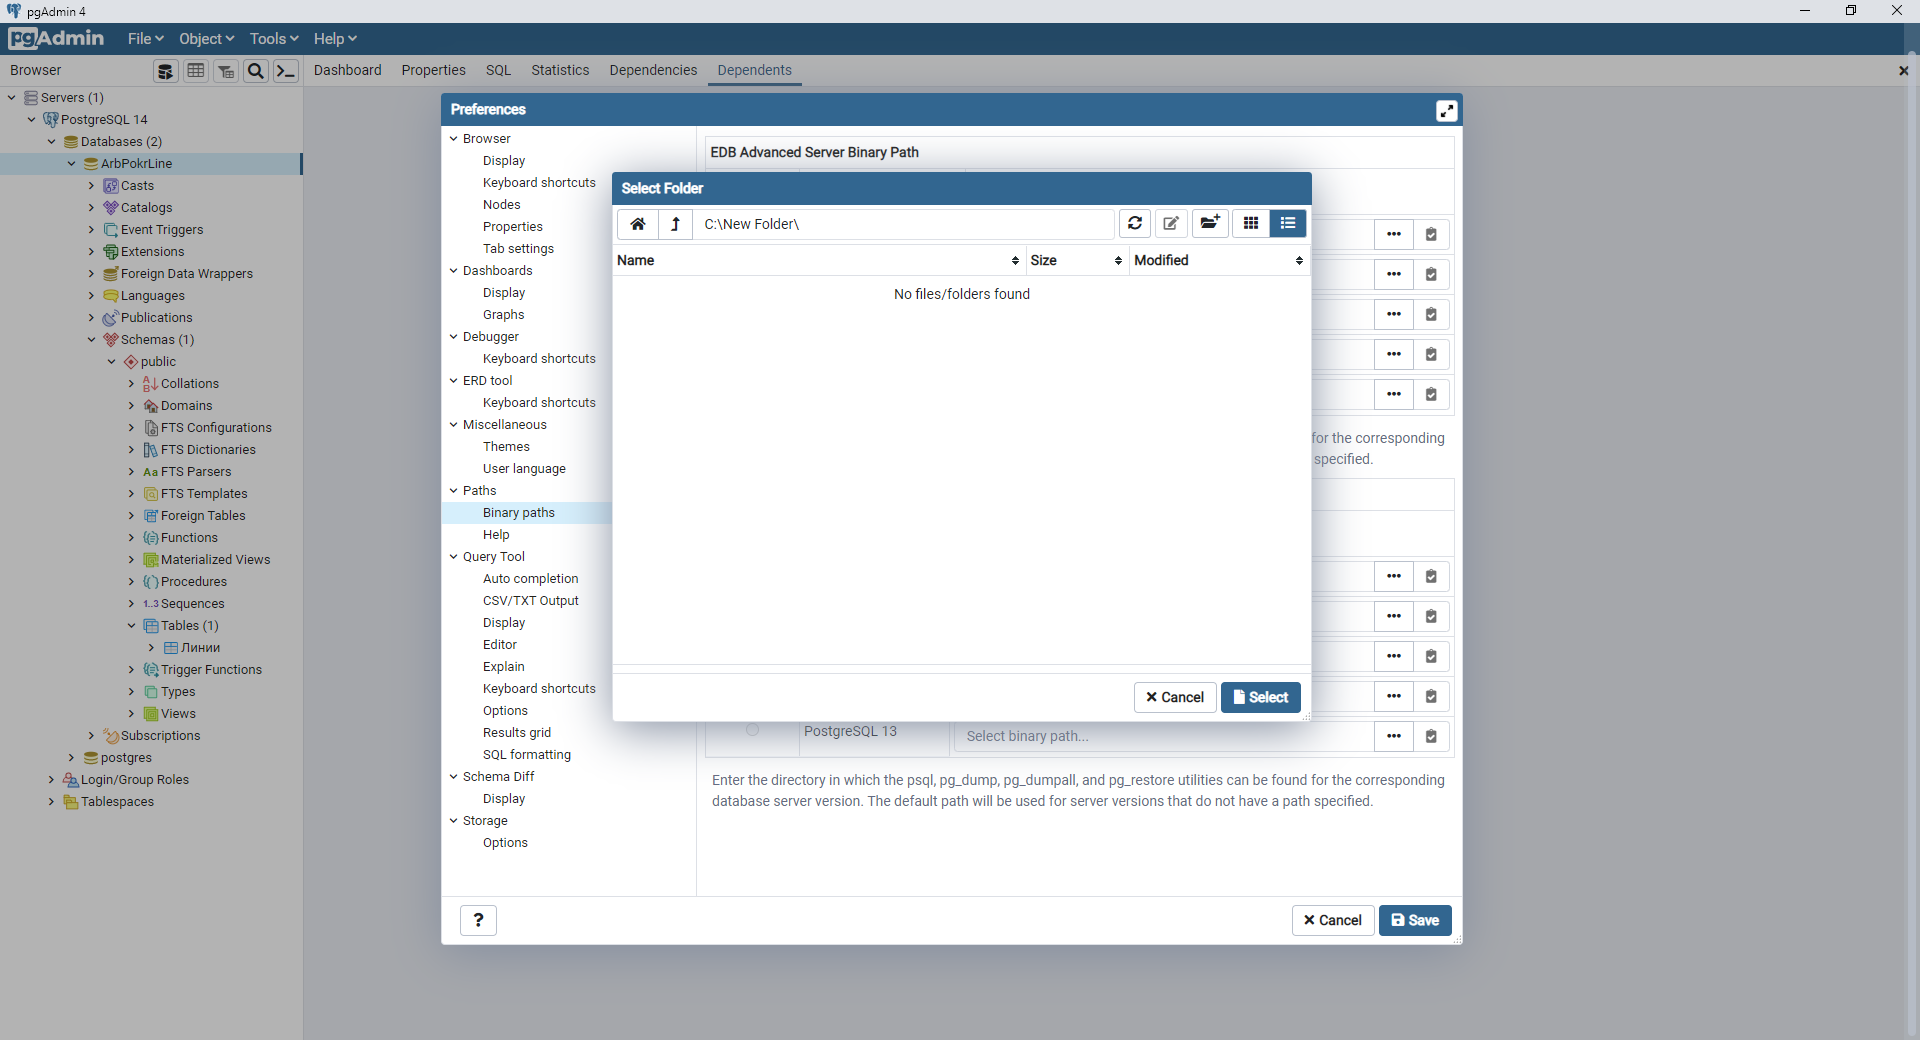 pgAdmin 4
pgAdmin File Object Tools Help
Browser
Dashboard Properties SQL Statistics Dependencies Dependents
Servers (1)
PostgreSQL 14
Databases (2)
ArbPokrLine
Casts
Catalogs
Event Triggers
Extensions
Foreign Data Wrappers
Languages
Publications
Schemas (1)
public
Collations
Domains
FTS Configurations
FTS Dictionaries
Aa FTS Parsers
FTS Templates
Foreign Tables
Functions
Materialized Views
Procedures
1..3 Sequences
Tables (1)
Линии
Trigger Functions
Types
Views
Subscriptions
postgres
Login/Group Roles
Tablespaces
Preferences
Browser
Display
Keyboard shortcuts
Nodes
Properties
Tab settings
Dashboards
Display
Graphs
Debugger
Keyboard shortcuts
ERD tool
Keyboard shortcuts
Miscellaneous
Themes
User language
Paths
Binary paths
Help
Query Tool
Auto completion
CSV/TXT Output
Display
Editor
Explain
Keyboard shortcuts
Options
Results grid
SQL formatting
Schema Diff
Display
Storage
Options
EDB Advanced Server Binary Path
Select Folder
C:\New Folder\
Name Size Modified
No files/folders found
Cancel Select
for the corresponding
specified.
PostgreSQL 13 Select binary path...
Enter the directory in which the psql, pg_dump, pg_dumpall, and pg_restore utilities can be found for the corresponding
database server version. The default path will be used for server versions that do not have a path specified.
? Cancel Save